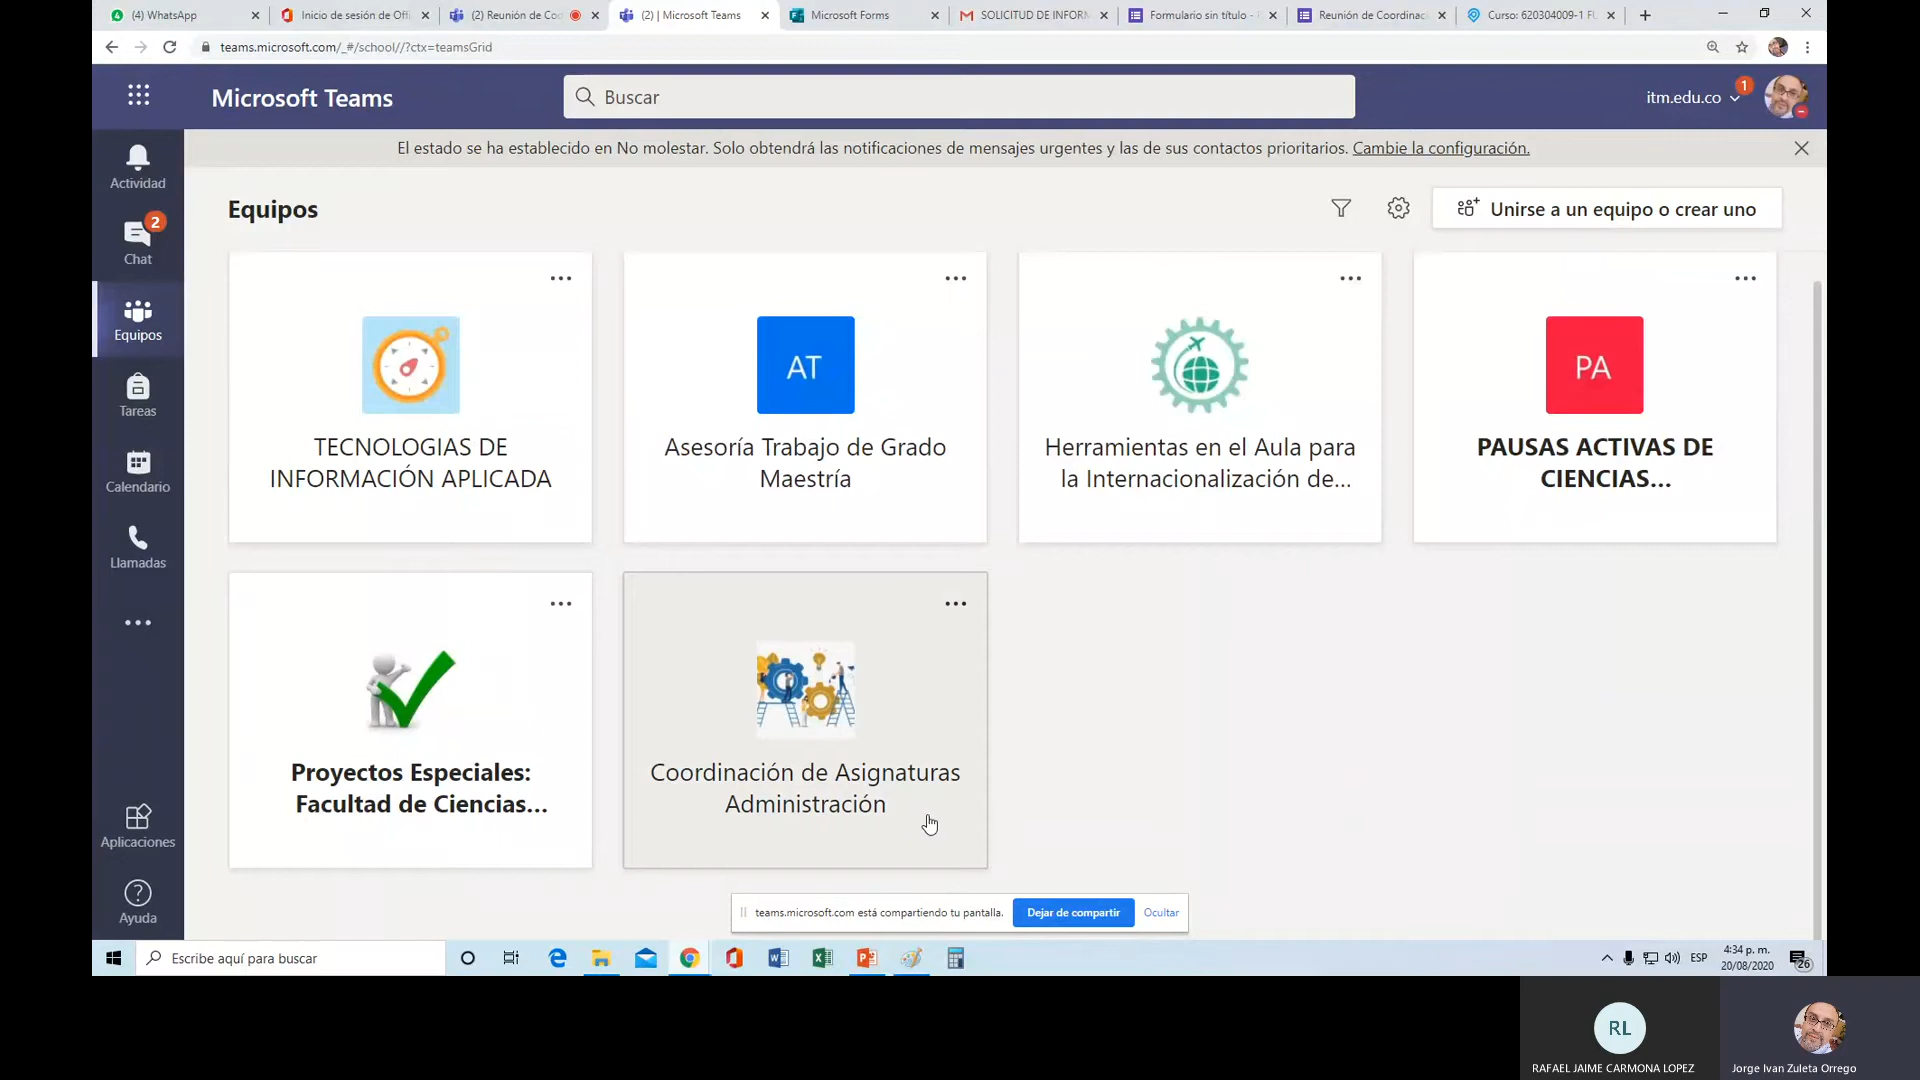 (4) WhatsApp
Inicio de sesión de Ofi
(2) Reunión de Coo
(2) | Microsoft Teams
Microsoft Forms
SOLICITUD DE INFORM
Formulario sin título -
Reunión de Coordinac
Curso: 620304009-1 FU
teams.microsoft.com/_#/school//?ctx=teamsGrid
Microsoft Teams
Buscar
itm.edu.co
1
El estado se ha establecido en No molestar. Solo obtendrá las notificaciones de mensajes urgentes y las de sus contactos prioritarios. Cambie la configuración.
Actividad
2
Chat
Equipos
Tareas
Calendario
Llamadas
Aplicaciones
Ayuda
Equipos
Unirse a un equipo o crear uno
TECNOLOGIAS DE
INFORMACIÓN APLICADA
AT
Asesoría Trabajo de Grado
Maestría
Herramientas en el Aula para
la Internacionalización de...
PA
PAUSAS ACTIVAS DE
CIENCIAS...
Proyectos Especiales:
Facultad de Ciencias...
Coordinación de Asignaturas
Administración
teams.microsoft.com está compartiendo tu pantalla.
Dejar de compartir
Ocultar
Escribe aquí para buscar
ESP
4:34 p. m.
20/08/2020
26
RL
RAFAEL JAIME CARMONA LOPEZ
Jorge Ivan Zuleta Orrego